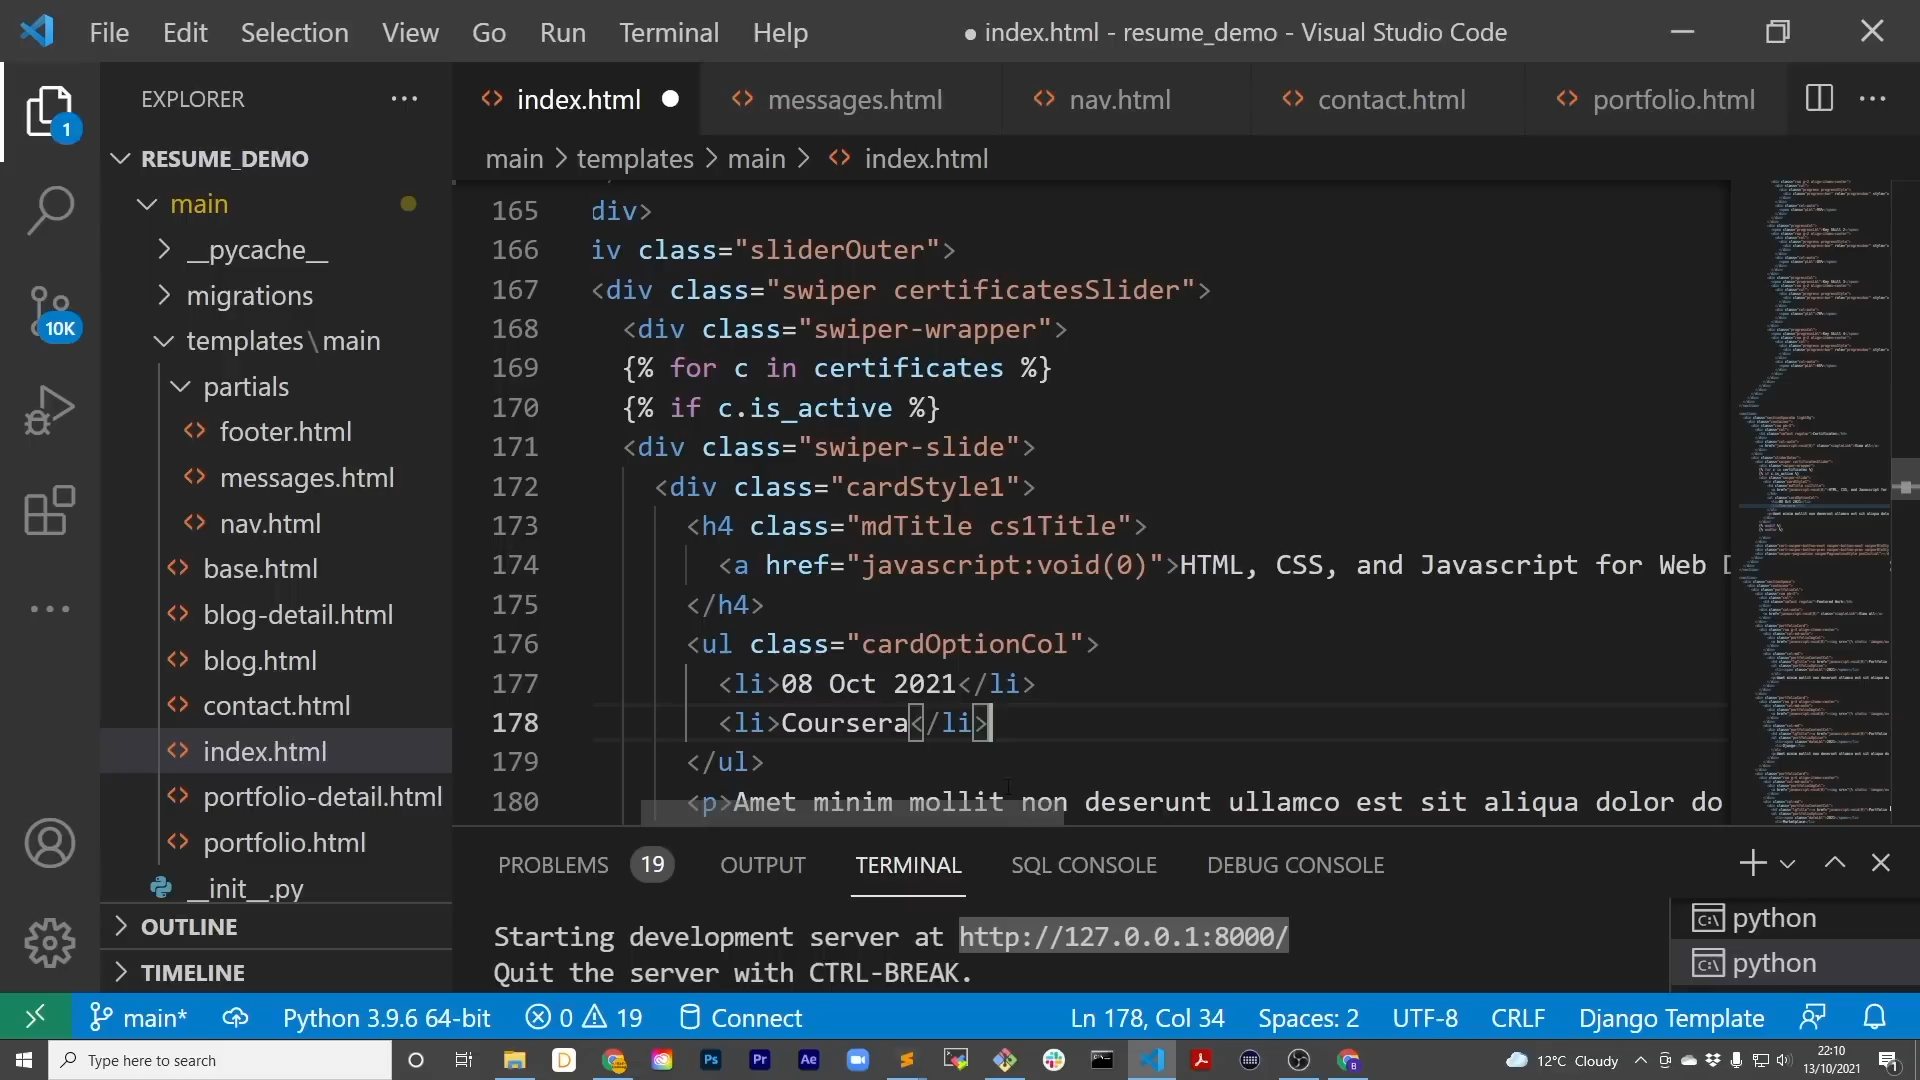 File Edit Selection View Go Run Terminal Help
● index.html - resume_demo - Visual Studio Code
EXPLORER
index.html messages.html nav.html contact.html portfolio.html
1
RESUME_DEMO
main > templates > main > index.html
main
__pycache__
migrations
10K
templates\main
partials
footer.html
messages.html
nav.html
base.html
blog-detail.html
blog.html
contact.html
index.html
portfolio-detail.html
portfolio.html
__init__.py
OUTLINE
TIMELINE
165 div>
166 iv class="sliderOuter">
167 <div class="swiper certificatesSlider">
168 <div class="swiper-wrapper">
169 {% for c in certificates %}
170 {% if c.is_active %}
171 <div class="swiper-slide">
172 <div class="cardStyle1">
173 <h4 class="mdTitle cs1Title">
174 <a href="javascript:void(0)">HTML, CSS, and Javascript for Web
175 </h4>
176 <ul class="cardOptionCol">
177 <li>08 Oct 2021</li>
178 <li>Coursera</li>
179 </ul>
180 <p>Amet minim mollit non deserunt ullamco est sit aliqua dolor do
PROBLEMS 19 OUTPUT TERMINAL SQL CONSOLE DEBUG CONSOLE
Starting development server at http://127.0.0.1:8000/
Quit the server with CTRL-BREAK.
python
python
main* Python 3.9.6 64-bit 0 19 Connect Ln 178, Col 34 Spaces: 2 UTF-8 CRLF Django Template
Type here to search
12°C Cloudy
22:10
13/10/2021